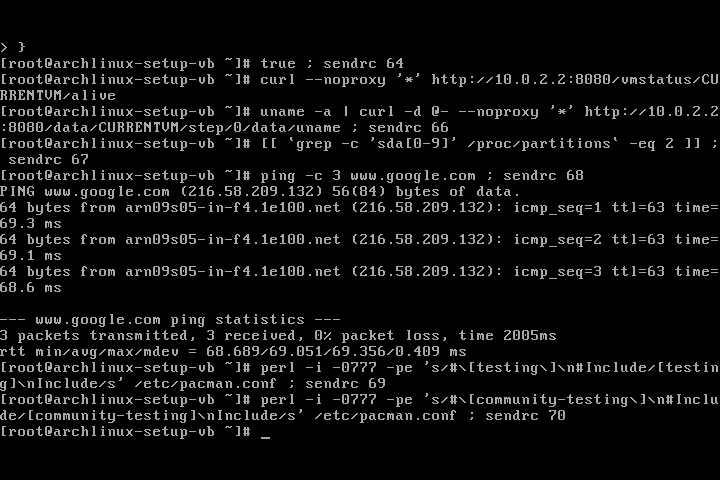 > }
[root@archlinux-setup-vb ~]# true ; sendrc 64
[root@archlinux-setup-vb ~]# curl --noproxy '*' http://10.0.2.2:8080/vmstatus/CU
RRENTVM/alive
[root@archlinux-setup-vb ~]# uname -a | curl -d @- --noproxy '*' http://10.0.2.2
:8080/data/CURRENTVM/step/0/data/uname ; sendrc 66
[root@archlinux-setup-vb ~]# [[ `grep -c 'sda[0-9]' /proc/partitions` -eq 2 ]] ;
 sendrc 67
[root@archlinux-setup-vb ~]# ping -c 3 www.google.com ; sendrc 68
PING www.google.com (216.58.209.132) 56(84) bytes of data.
64 bytes from arn09s05-in-f4.1e100.net (216.58.209.132): icmp_seq=1 ttl=63 time=
69.3 ms
64 bytes from arn09s05-in-f4.1e100.net (216.58.209.132): icmp_seq=2 ttl=63 time=
69.1 ms
64 bytes from arn09s05-in-f4.1e100.net (216.58.209.132): icmp_seq=3 ttl=63 time=
68.6 ms

--- www.google.com ping statistics ---
3 packets transmitted, 3 received, 0% packet loss, time 2005ms
rtt min/avg/max/mdev = 68.689/69.051/69.356/0.409 ms
[root@archlinux-setup-vb ~]# perl -i -0777 -pe 's/#\[testing\]\n#Include/[testin
g]\nInclude/s' /etc/pacman.conf ; sendrc 69
[root@archlinux-setup-vb ~]# perl -i -0777 -pe 's/#\[community-testing\]\n#Inclu
de/[community-testing]\nInclude/s' /etc/pacman.conf ; sendrc 70
[root@archlinux-setup-vb ~]# _